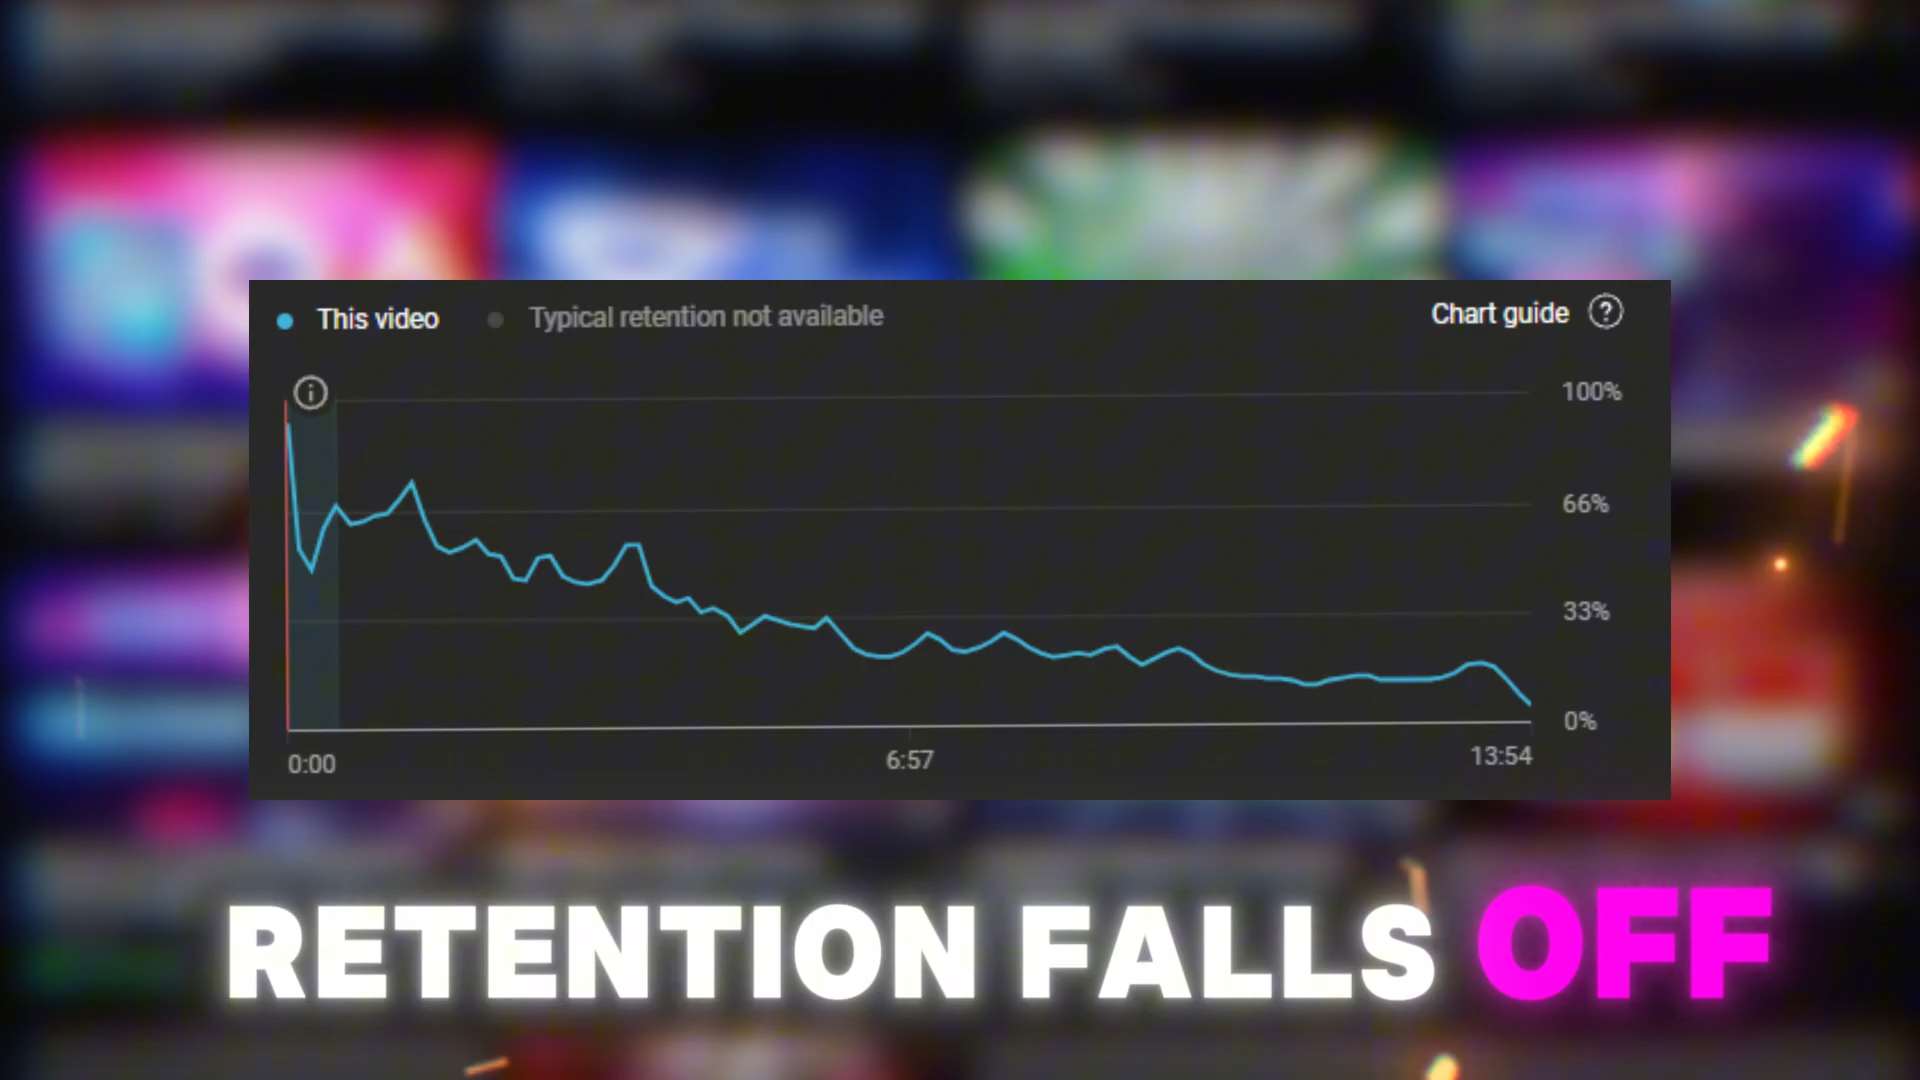 This video
Typical retention not available
Chart guide
100%
66%
33%
0%
0:00
6:57
13:54
RETENTION FALLS OFF